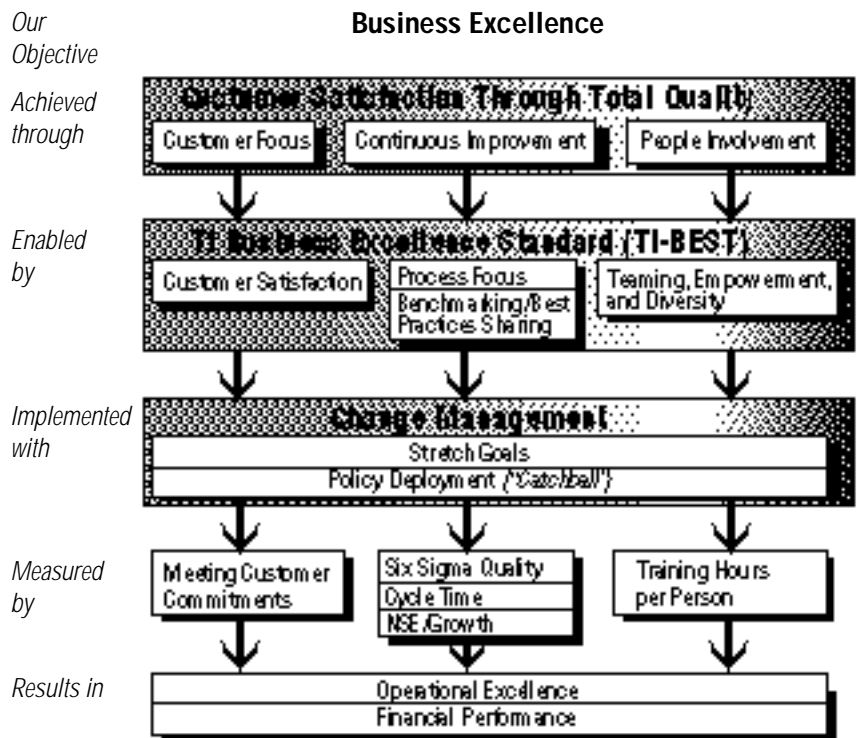 Our
Objective
Business Excellence
Achieved
through
Customer Satisfaction Through Total Quality
Customer Focus
Continuous Improvement
People Involvement
Enabled
by
TI Business Excellence Standard (TI-BEST)
Customer Satisfaction
Process Focus
Benchmarking/Best
Practices Sharing
Teaming, Empowerment,
and Diversity
Implemented
with
Change Management
Stretch Goals
Policy Deployment ("Catchball")
Measured
by
Meeting Customer
Commitments
Six Sigma Quality
Cycle Time
NSE/Growth
Training Hours
per Person
Results in
Operational Excellence
Financial Performance